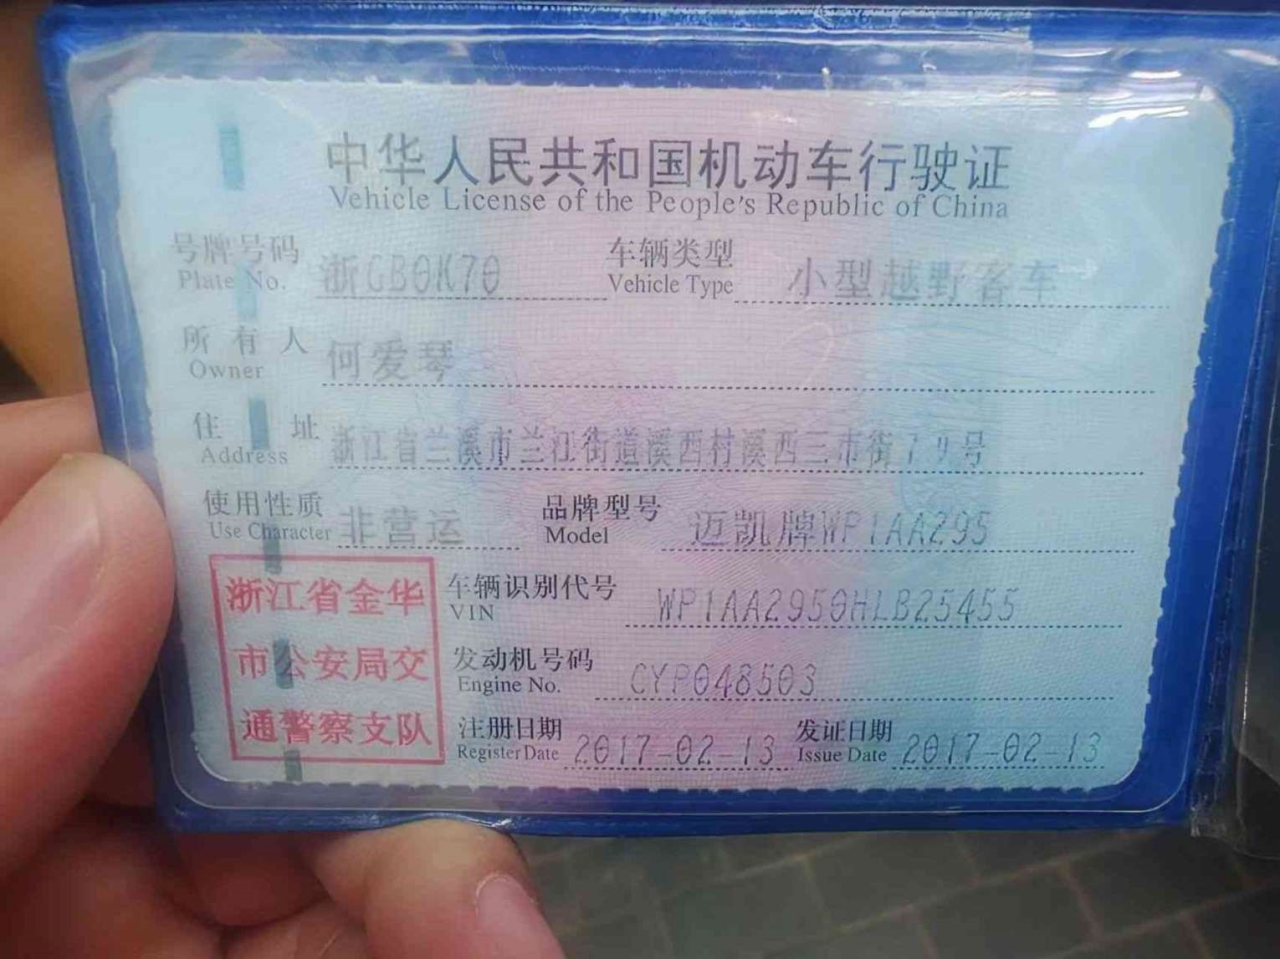 中华人民共和国机动车行驶证
Vehicle License of the People's Republic of China
号牌号码 浙GB0K70 车辆类型 小型越野客车
Plate No. Vehicle Type
所有人 何爱琴
Owner
住址 浙江省兰溪市兰江街道溪西村溪西三市街79号
Address
使用性质 非营运 品牌型号 迈凯牌WP1AA295
Use Character Model
浙江省金华
市公安局交
通警察支队
车辆识别代号 WP1AA2950HLB25455
VIN
发动机号码 CYP048503
Engine No.
注册日期 2017-02-13 发证日期 2017-02-13
Register Date Issue Date